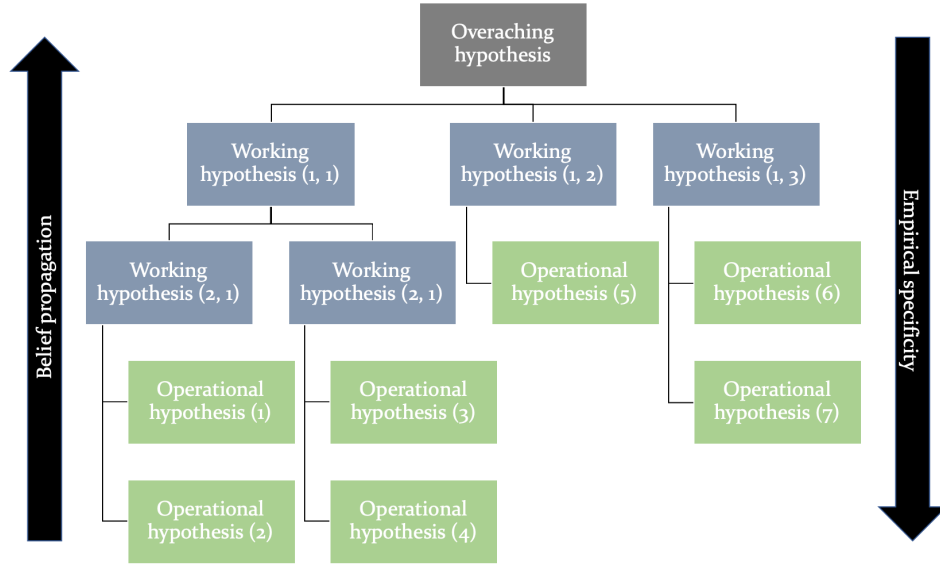 Overaching
hypothesis
Working
hypothesis (1, 1)
Working
hypothesis (1, 2)
Working
hypothesis (1, 3)
Working
hypothesis (2, 1)
Working
hypothesis (2, 1)
Operational
hypothesis (5)
Operational
hypothesis (6)
Operational
hypothesis (1)
Operational
hypothesis (3)
Operational
hypothesis (7)
Operational
hypothesis (2)
Operational
hypothesis (4)
Belief propagation
Empirical specificity